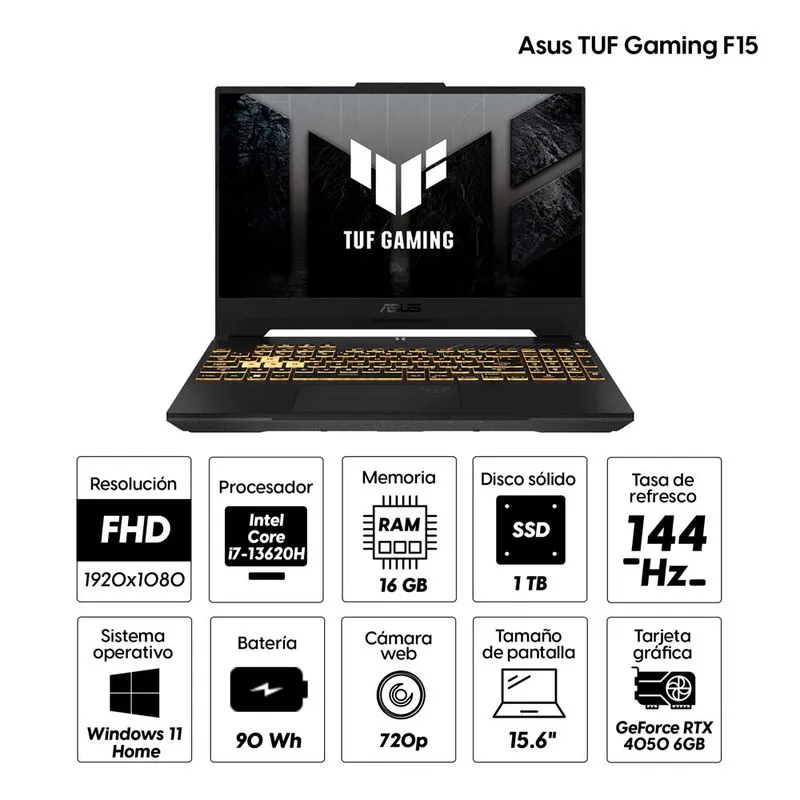 Asus TUF Gaming F15
TUF GAMING
ASUS
Resolución
FHD
1920x1080
Procesador
Intel
Core
i7-13620H
Memoria
RAM
16 GB
Disco sólido
SSD
1 TB
Tasa de
refresco
144
Hz
Sistema
operativo
Windows 11
Home
Batería
90 Wh
Cámara
web
720p
Tamaño
de pantalla
15.6"
Tarjeta
gráfica
GeForce RTX
4050 6GB